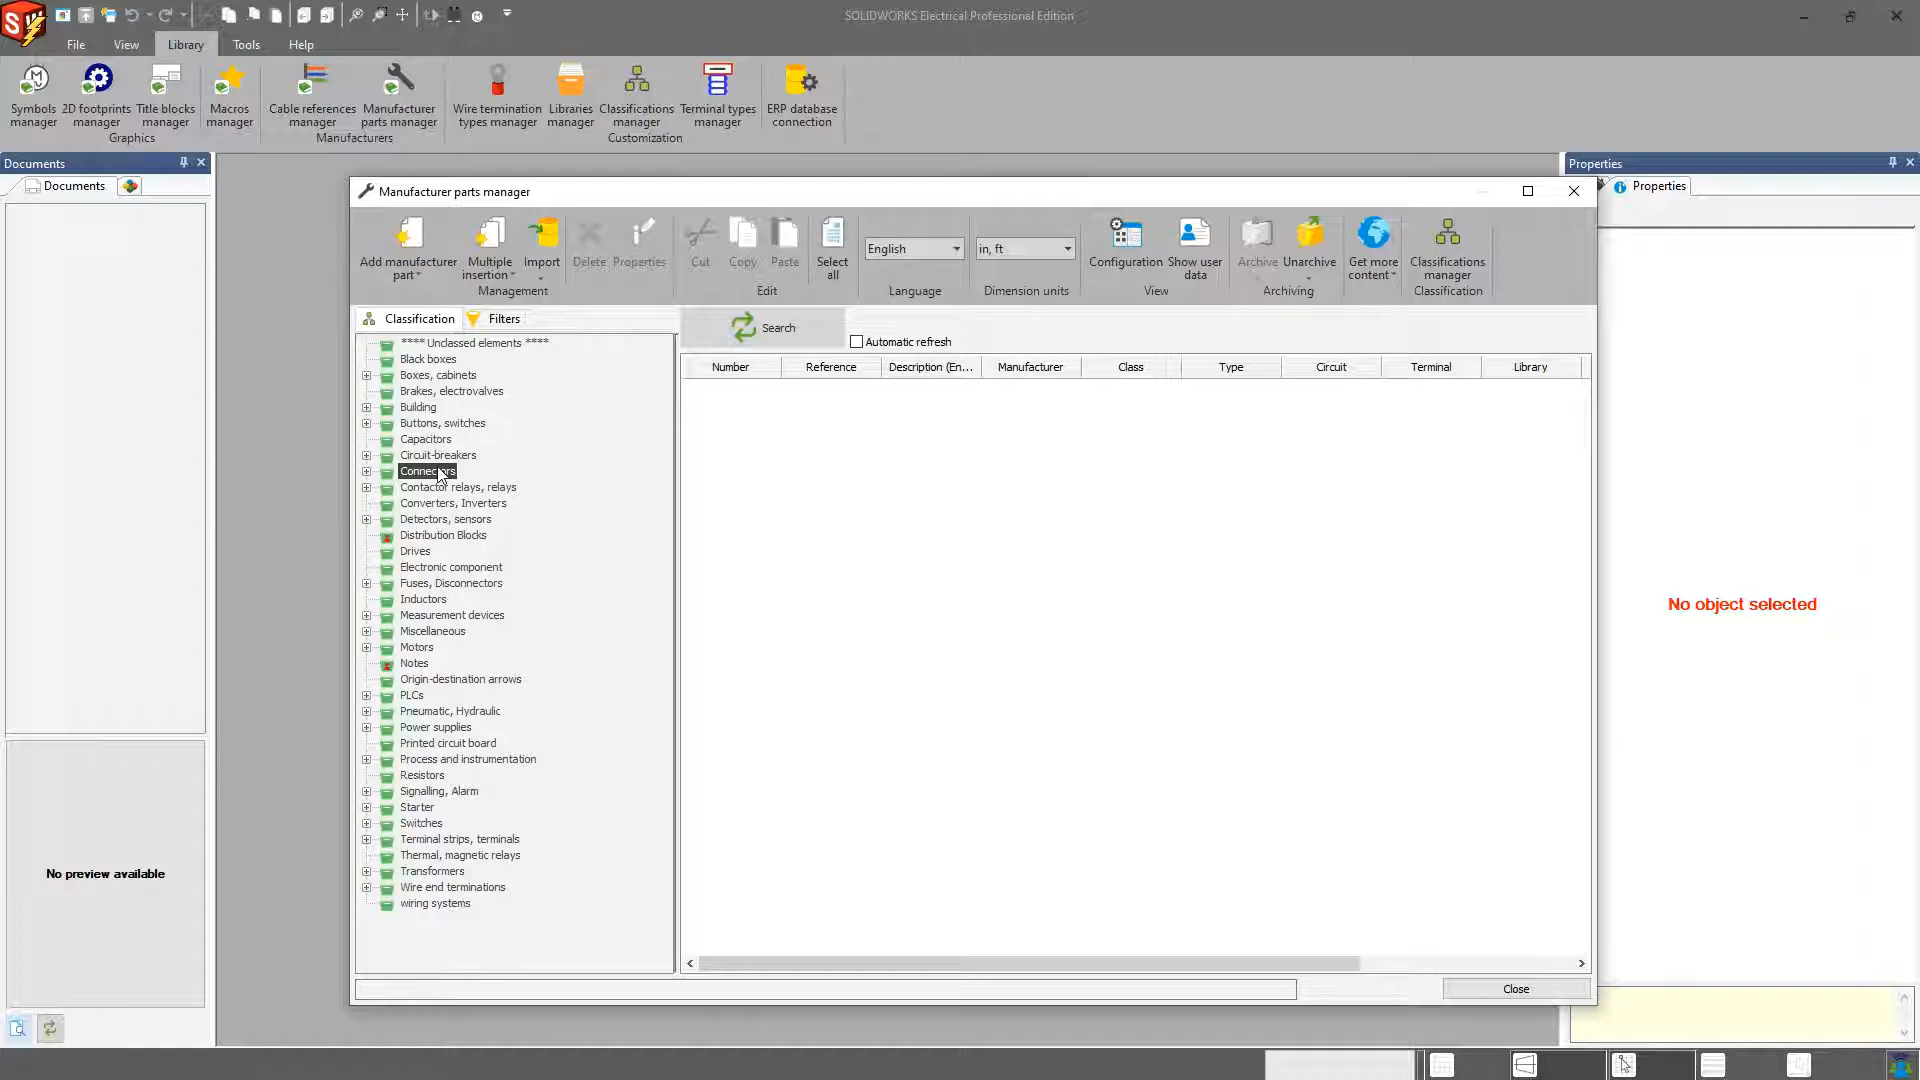 SOLIDWORKS Electrical Professional Edition
File View Library Tools Help
Symbols manager
2D footprints manager
Title blocks manager
Macros manager
Cable references manager
Manufacturer parts manager
Wire termination types manager
Libraries manager
Classifications manager
Terminal types manager
ERP database connection
Graphics
Manufacturers
Customization
Documents
Documents
No preview available
Manufacturer parts manager
Add manufacturer part
Multiple insertion
Import
Delete
Properties
Management
Cut
Copy
Paste
Select all
Edit
English
Language
in, ft
Dimension units
Configuration
Show user data
View
Archive
Unarchive
Archiving
Get more content
Classifications manager
Classification
Classification
Filters
**** Unclassed elements ****
Black boxes
Boxes, cabinets
Brakes, electrovalves
Building
Buttons, switches
Capacitors
Circuit-breakers
Connectors
Contactor relays, relays
Converters, Inverters
Detectors, sensors
Distribution Blocks
Drives
Electronic component
Fuses, Disconnectors
Inductors
Measurement devices
Miscellaneous
Motors
Notes
Origin-destination arrows
PLCs
Pneumatic, Hydraulic
Power supplies
Printed circuit board
Process and instrumentation
Resistors
Signalling, Alarm
Starter
Switches
Terminal strips, terminals
Thermal, magnetic relays
Transformers
Wire end terminations
wiring systems
Search
Automatic refresh
Number Reference Description (En... Manufacturer Class Type Circuit Terminal Library
Close
Properties
Properties
No object selected